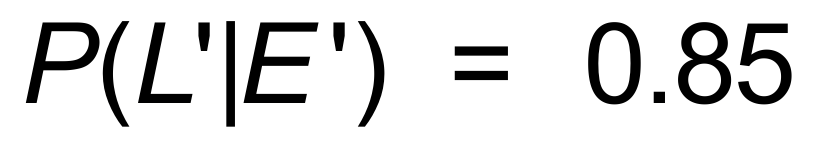 P(L'|E') = 0.85